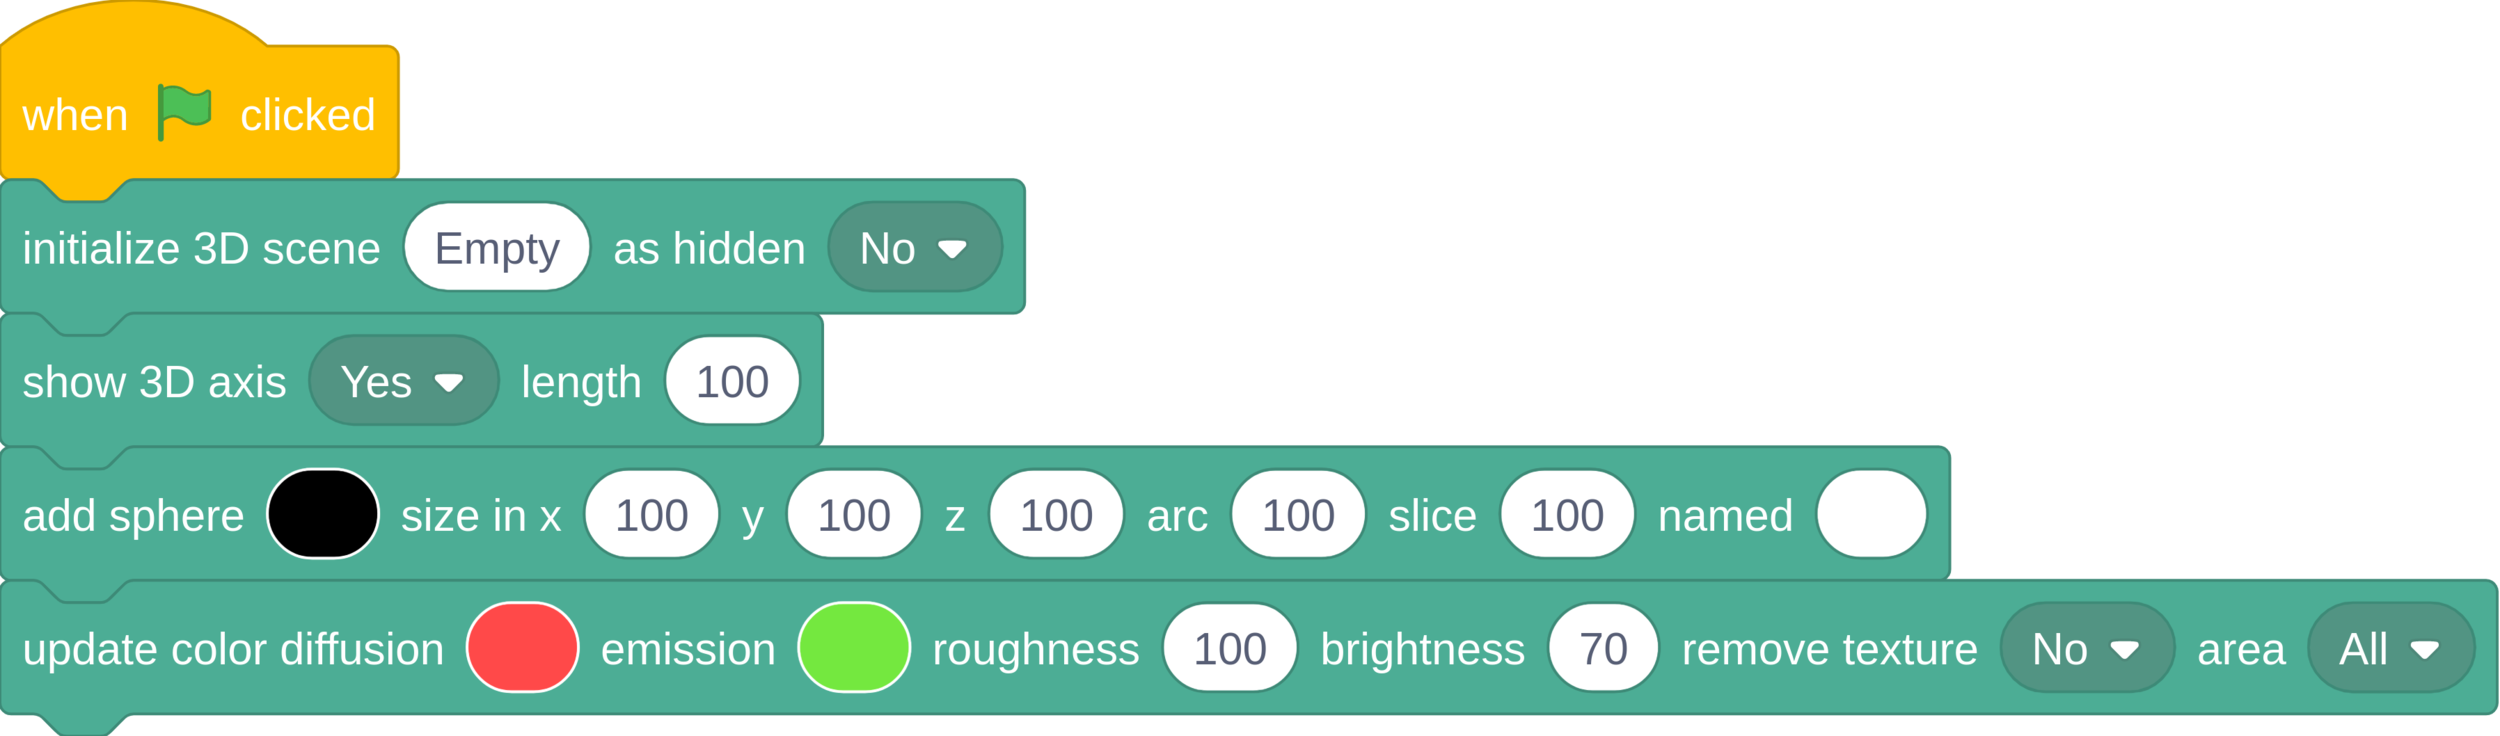 when clicked
initialize 3D scene Empty as hidden No
show 3D axis Yes length 100
add sphere size in x 100 y 100 z 100 arc 100 slice 100 named
update color diffusion emission roughness 100 brightness 70 remove texture No area All